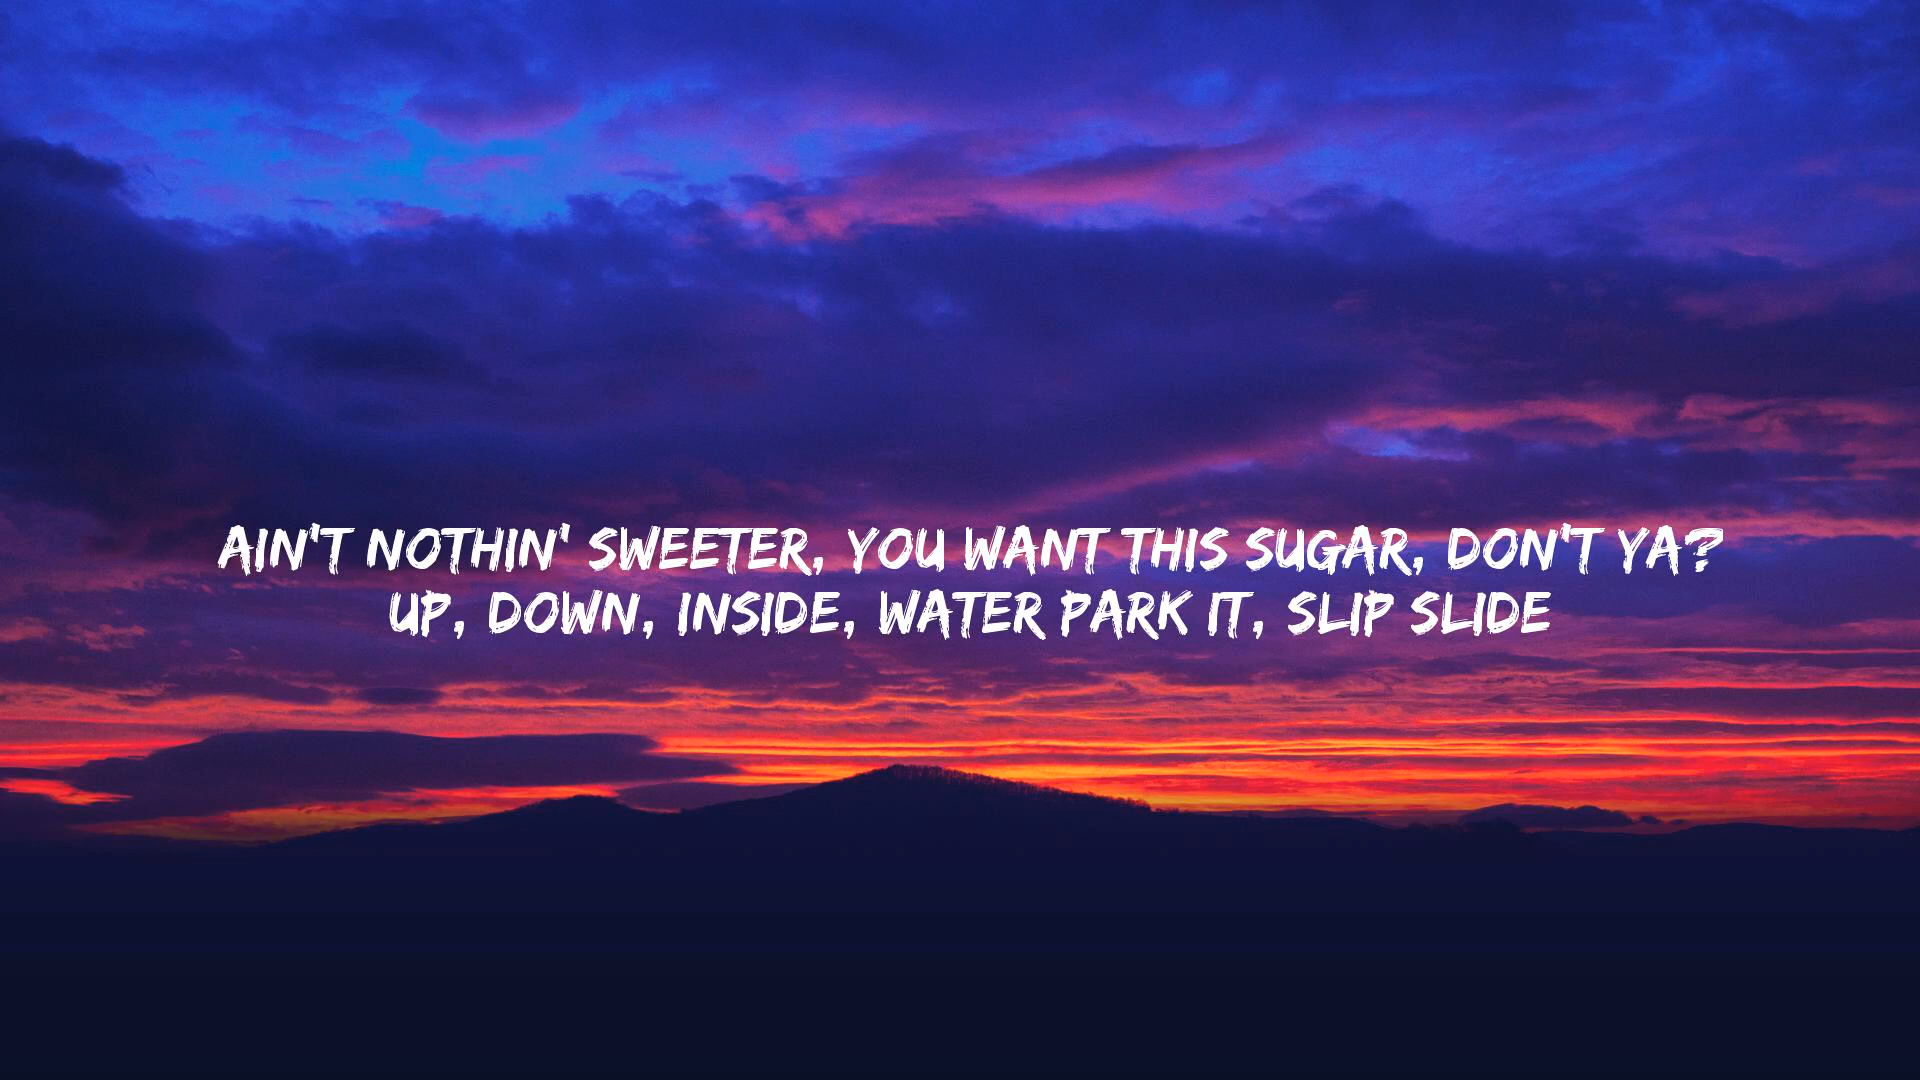 AIN'T NOTHIN' SWEETER, YOU WANT THIS SUGAR, DON'T YA?
UP, DOWN, INSIDE, WATER PARK IT, SLIP SLIDE